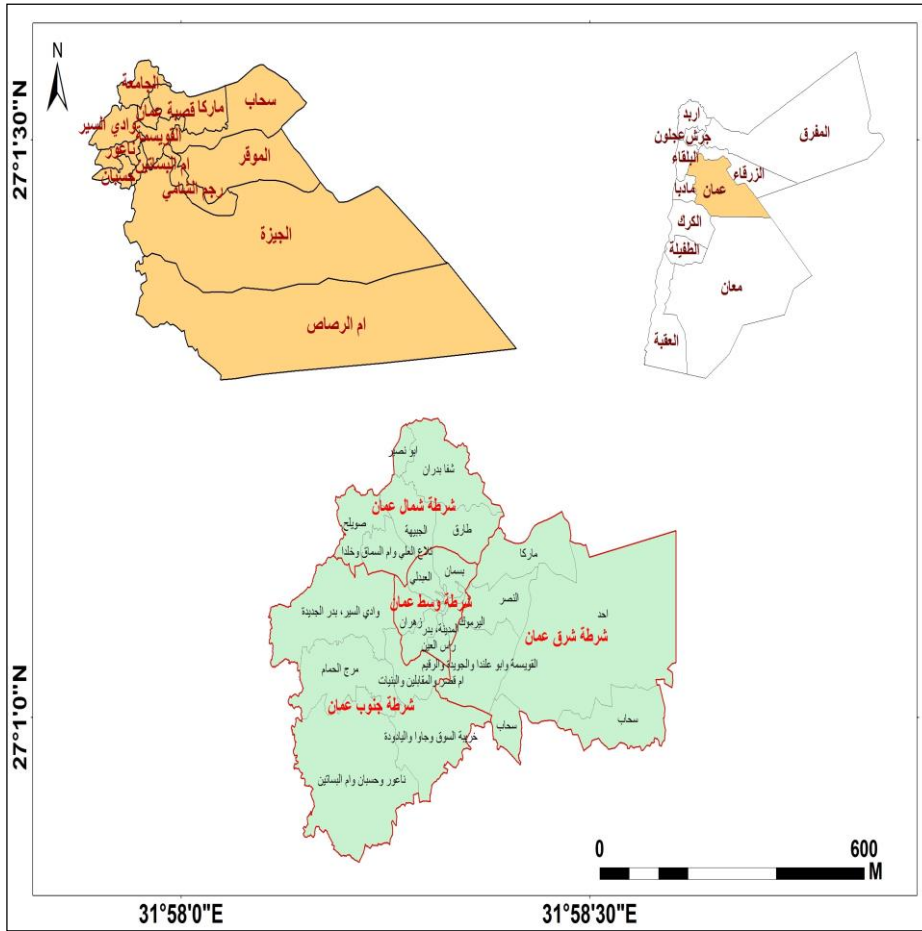 N
27°1'30"N
27°1'0"N
31°58'0"E
31°58'30"E
0
600
M
الجامعة
قصبة عمان
ماركا
سحاب
وادي السير
القويسمة
الموقر
ناعور
ام البساتين
حسبان
رجم الشامي
الجيزة
ام الرصاص
اربد
المفرق
جرش
عجلون
البلقاء
الزرقاء
عمان
مادبا
الكرك
الطفيلة
معان
العقبة
ابو نصير
شفا بدران
شرطة شمال عمان
صويلح
الجبيهة
طارق
تلاع العلي وام السماق وخلدا
ماركا
بسمان
العبدلي
النصر
شرطة وسط عمان
وادي السير، بدر الجديدة
زهران
المدينة، بدر
اليرموك
احد
شرطة شرق عمان
راس العين
القويسمة وابو علندا والجويدة والرقيم
مرج الحمام
ام قصير والمقابلين والبنيات
شرطة جنوب عمان
سحاب
سحاب
خريبة السوق وجاوا واليادودة
ناعور وحسبان وام البساتين